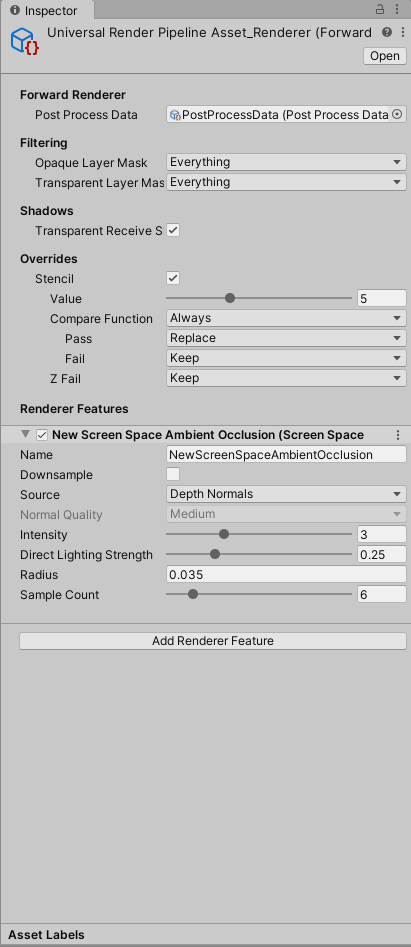 Inspector
Universal Render Pipeline Asset_Renderer (Forward
Open
Forward Renderer
Post Process Data PostProcessData (Post Process Data
Filtering
Opaque Layer Mask Everything
Transparent Layer Mas Everything
Shadows
Transparent Receive S
Overrides
Stencil
Value 5
Compare Function Always
Pass Replace
Fail Keep
Z Fail Keep
Renderer Features
New Screen Space Ambient Occlusion (Screen Space
Name NewScreenSpaceAmbientOcclusion
Downsample
Source Depth Normals
Normal Quality Medium
Intensity 3
Direct Lighting Strength 0.25
Radius 0.035
Sample Count 6
Add Renderer Feature
Asset Labels